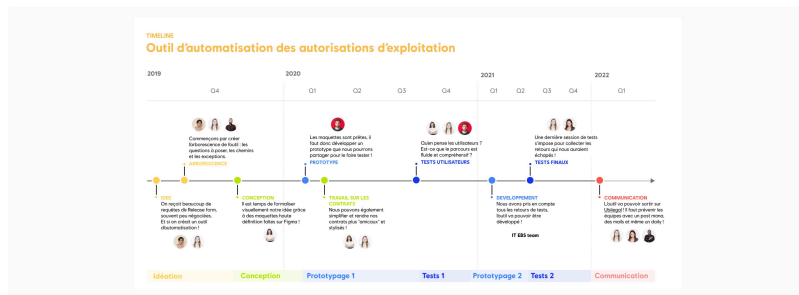 TIMELINE
Outil d'automatisation des autorisations d'exploitation
2019
2020
2021
2022
Q4
Q1
Q2
Q3
Q4
Q1
Q2
Q3
Q4
Q1
Commençons par créer
l'arborescence de l'outil : les
questions à poser, les chemins
et les exceptions.
ARBORESCENCE
Les maquettes sont prêtes, il
faut donc développer un
prototype que nous pourrons
partager pour le faire tester !
PROTOTYPE
Qu'en pense les utilisateurs ?
Est-ce que le parcours est
fluide et compréhensif ?
TESTS UTILISATEURS
Une dernière session de tests
s'impose pour collecter les
retours qui nous auraient
échapés !
TESTS FINAUX
IDEE
On reçoit beaucoup de
requêtes de Release form,
souvent peu négociées.
Et si on créait un outil
d'automatisation !
CONCEPTION
Il est temps de formaliser
visuellement notre idée grâce
à des maquettes haute
définition faites sur Figma !
TRAVAIL SUR LES
CONTRATS
Nous pouvons également
simplifier et rendre nos
contrats plus "amicaux" et
stylisés !
DEVELOPPEMENT
Nous avons pris en compte
tous les retours de tests,
l'outil va pouvoir être
développé !
IT EBS team
COMMUNICATION
L'outil va pouvoir sortir sur
Ubilegal ! Il faut prévenir les
équipes avec un post mana,
des mails et même un daily !
Idéation
Conception
Prototypage 1
Tests 1
Prototypage 2
Tests 2
Communication